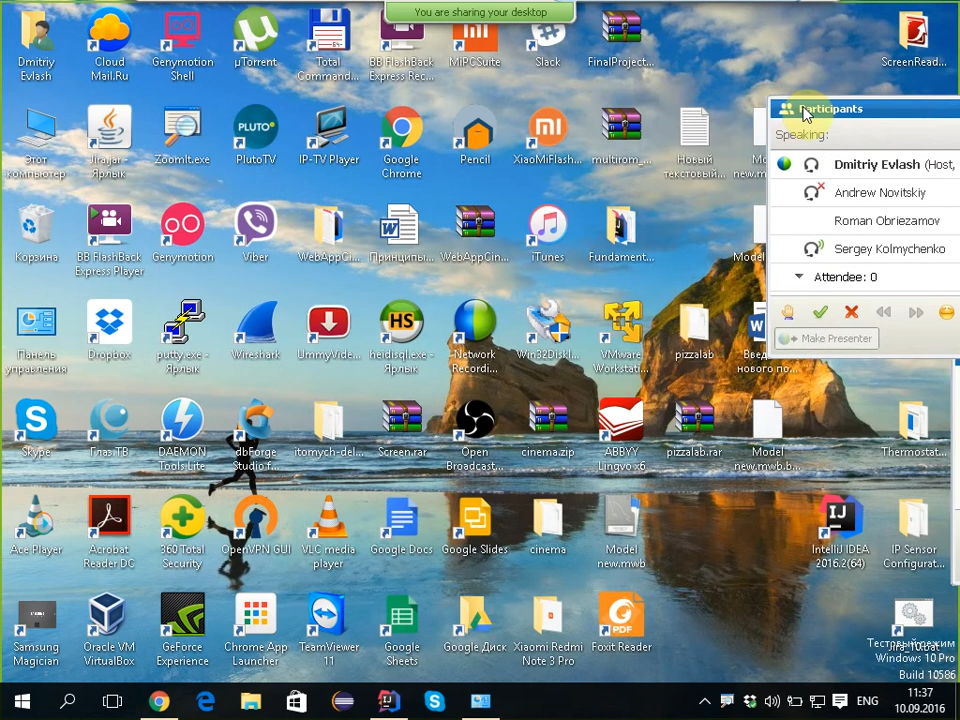 You are sharing your desktop
Dmitriy
Evlash
Cloud
Mail.Ru
Genymotion
Shell
µTorrent
Total
Command...
BB FlashBack
Express Rec...
MiPCSuite
Slack
FinalProject...
ScreenRead...
Этот
компьютер
Jirajar -
Ярлык
ZoomIt.exe
PLUTO
PlutoTV
IP-TV Player
Google
Chrome
Pencil
XiaoMiFlash...
multirom_...
Новый
текстовый...
Корзина
BB FlashBack
Express Player
Genymotion
Viber
WebAppCin...
Принципы...
WebAppCin...
iTunes
Fundament...
Панель
управления
Dropbox
putty.exe -
Ярлык
Wireshark
UmmyVide...
HS
heidisql.exe -
Ярлык
Network
Recordi...
Win32DiskI...
VMware
Workstati...
pizzalab
нового по...
Skype
Глаз.ТВ
DAEMON
Tools Lite
dbForge
Studio f...
itomych-del...
Screen.rar
Open
Broadcast...
cinema.zip
ABBYY
Lingvo x6
pizzalab.rar
Model
new.mwb.b...
Thermostat...
Ace Player
Acrobat
Reader DC
360 Total
Security
OpenVPN GUI
VLC media
player
Google Docs
Google Slides
cinema
Model
new.mwb
IJ
IntelliJ IDEA
2016.2(64)
IP Sensor
Configurat...
Samsung
Magician
Oracle VM
VirtualBox
GeForce
Experience
Chrome App
Launcher
TeamViewer
11
Google
Sheets
Google Диск
Xiaomi Redmi
Note 3 Pro
PDF
Foxit Reader
Participants
Speaking:
Dmitriy Evlash (Host,
Andrew Novitskiy
Roman Obriezamov
Sergey Kolmychenko
Attendee: 0
Make Presenter
Тестовый режим
Windows 10 Pro
Build 10586
ENG
11:37
10.09.2016